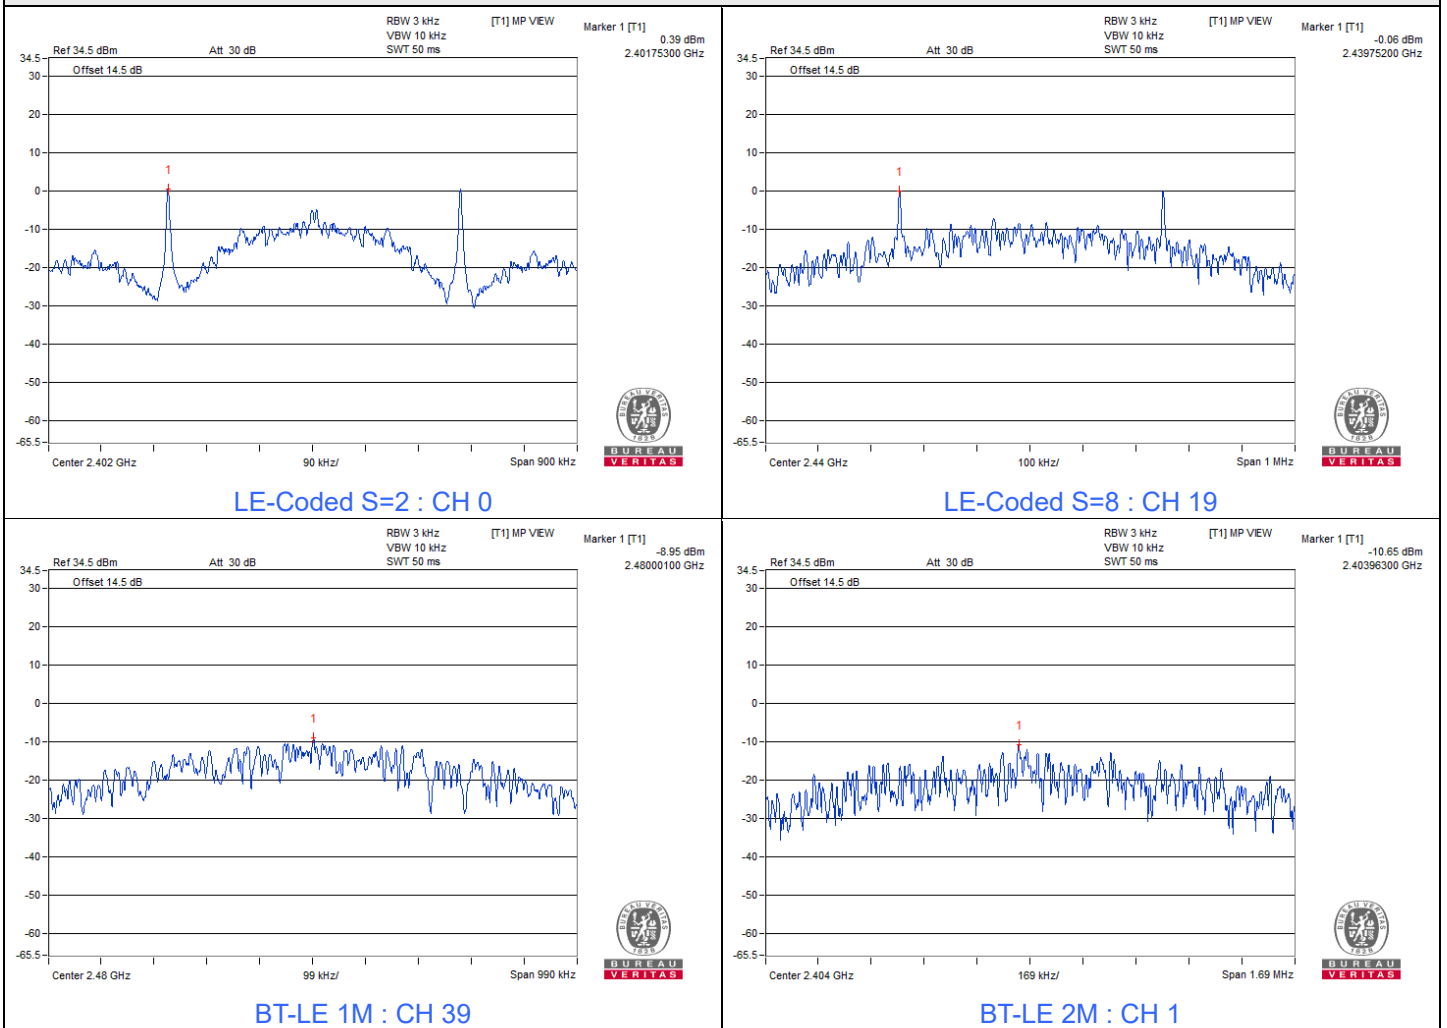 RBW 3 kHz [T1] MP VIEW Marker 1 [T1]
VBW 10 kHz 0.39 dBm
Ref 34.5 dBm Att 30 dB SWT 50 ms 2.40175300 GHz
34.5
Offset 14.5 dB
30
20
10
1
0
-10
-20
-30
-40
-50
-60
-65.5
BUREAU VERITAS
1828
BUREAU
VERITAS
Center 2.402 GHz 90 kHz/ Span 900 kHz
LE-Coded S=2 : CH 0
RBW 3 kHz [T1] MP VIEW Marker 1 [T1]
VBW 10 kHz -0.06 dBm
Ref 34.5 dBm Att 30 dB SWT 50 ms 2.43975200 GHz
34.5
Offset 14.5 dB
30
20
10
1
0
-10
-20
-30
-40
-50
-60
-65.5
BUREAU VERITAS
1828
BUREAU
VERITAS
Center 2.44 GHz 100 kHz/ Span 1 MHz
LE-Coded S=8 : CH 19
RBW 3 kHz [T1] MP VIEW Marker 1 [T1]
VBW 10 kHz -8.95 dBm
Ref 34.5 dBm Att 30 dB SWT 50 ms 2.48000100 GHz
34.5
Offset 14.5 dB
30
20
10
0
1
-10
-20
-30
-40
-50
-60
-65.5
BUREAU VERITAS
1828
BUREAU
VERITAS
Center 2.48 GHz 99 kHz/ Span 990 kHz
BT-LE 1M : CH 39
RBW 3 kHz [T1] MP VIEW Marker 1 [T1]
VBW 10 kHz -10.65 dBm
Ref 34.5 dBm Att 30 dB SWT 50 ms 2.40396300 GHz
34.5
Offset 14.5 dB
30
20
10
0
1
-10
-20
-30
-40
-50
-60
-65.5
BUREAU VERITAS
1828
BUREAU
VERITAS
Center 2.404 GHz 169 kHz/ Span 1.69 MHz
BT-LE 2M : CH 1